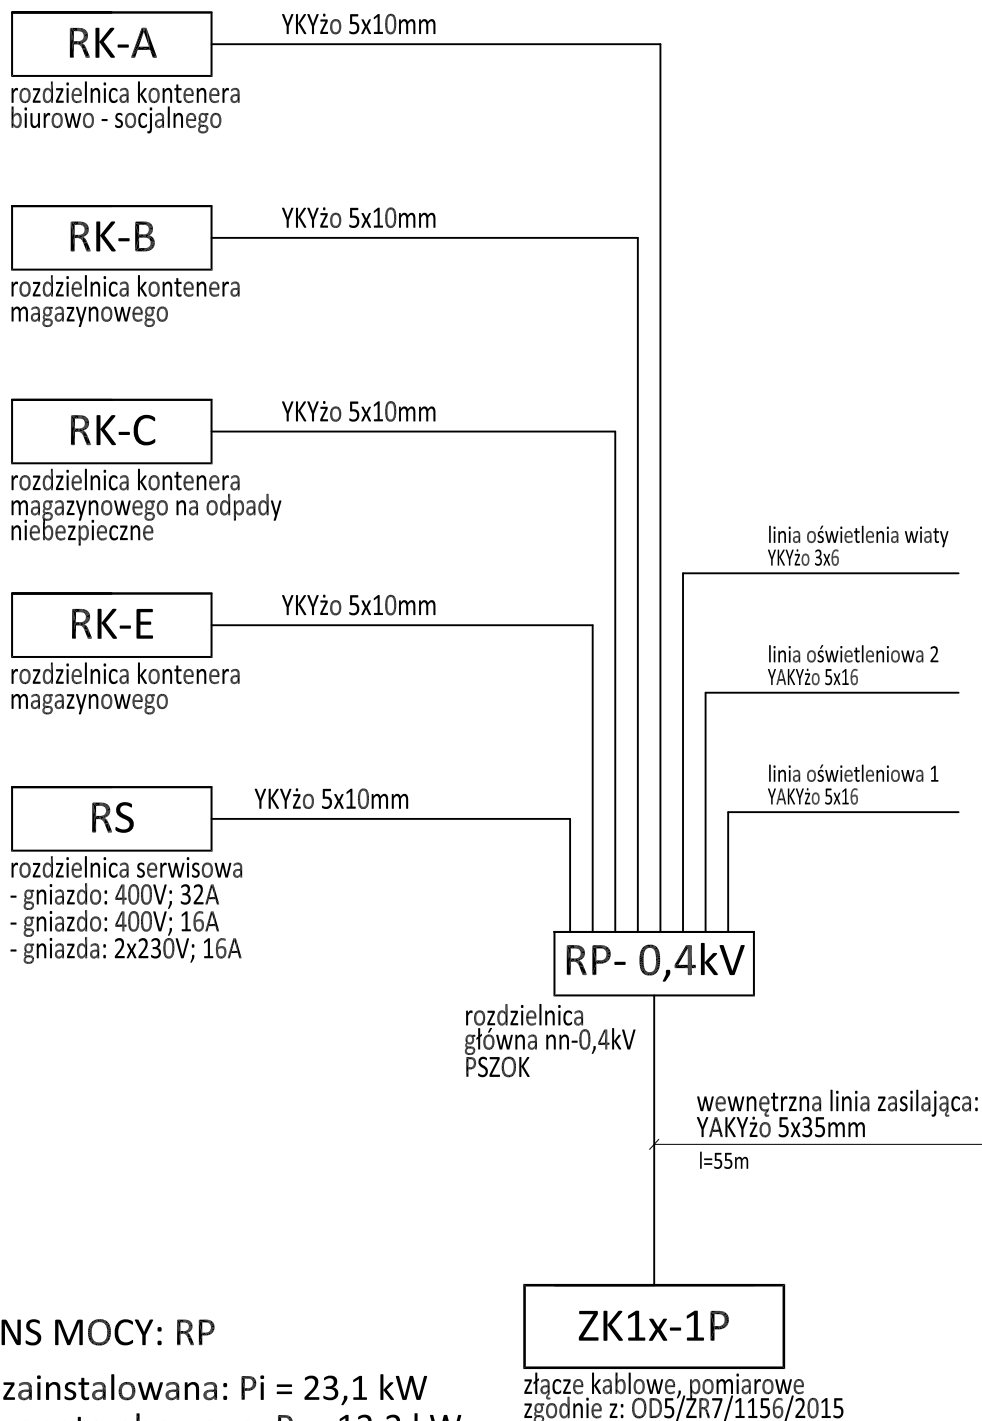 RK-A
YKYżo 5x10mm
rozdzielnica kontenera
biurowo - socjalnego
RK-B
YKYżo 5x10mm
rozdzielnica kontenera
magazynowego
RK-C
YKYżo 5x10mm
rozdzielnica kontenera
magazynowego na odpady
niebezpieczne
RK-E
YKYżo 5x10mm
rozdzielnica kontenera
magazynowego
RS
YKYżo 5x10mm
rozdzielnica serwisowa
- gniazdo: 400V; 32A
- gniazdo: 400V; 16A
- gniazda: 2x230V; 16A
linia oświetlenia wiaty
YKYżo 3x6
linia oświetleniowa 2
YAKYżo 5x16
linia oświetleniowa 1
YAKYżo 5x16
RP- 0,4kV
rozdzielnica
główna nn-0,4kV
PSZOK
wewnętrzna linia zasilająca:
YAKYżo 5x35mm
l=55m
ZK1x-1P
złącze kablowe, pomiarowe
zgodnie z: OD5/ZR7/1156/2015
NS MOCY: RP
zainstalowana: Pi = 23,1 kW